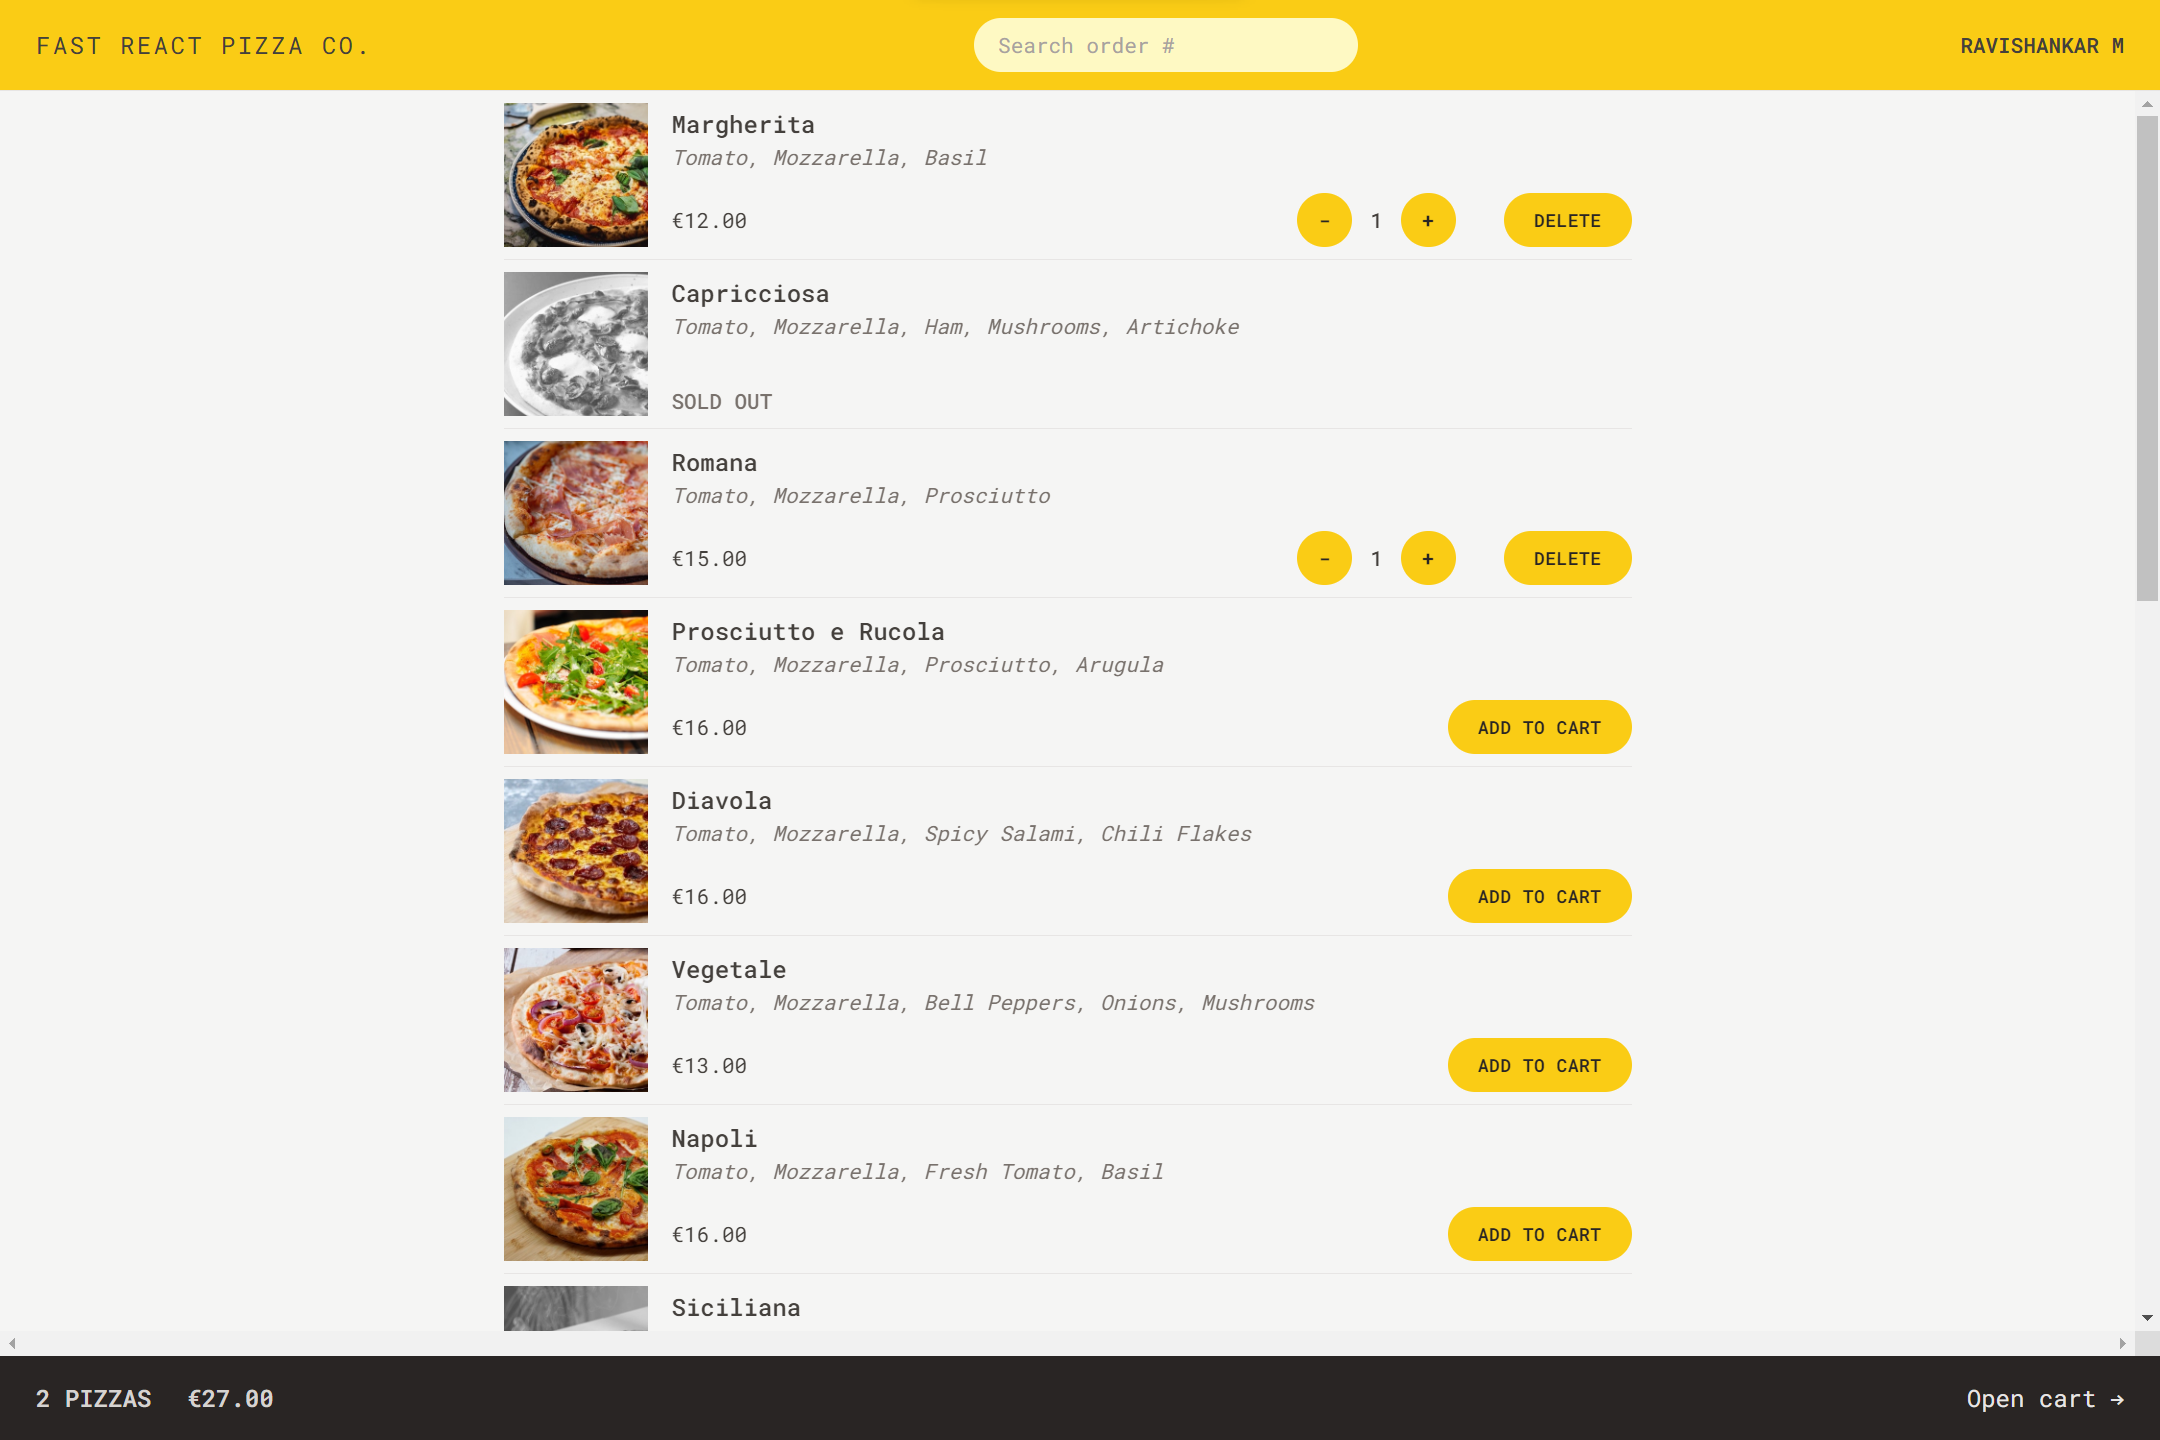 FAST REACT PIZZA CO.
Search order #
RAVISHANKAR M
Margherita
Tomato, Mozzarella, Basil
€12.00
- 1 +
DELETE
Capricciosa
Tomato, Mozzarella, Ham, Mushrooms, Artichoke
SOLD OUT
Romana
Tomato, Mozzarella, Prosciutto
€15.00
- 1 +
DELETE
Prosciutto e Rucola
Tomato, Mozzarella, Prosciutto, Arugula
€16.00
ADD TO CART
Diavola
Tomato, Mozzarella, Spicy Salami, Chili Flakes
€16.00
ADD TO CART
Vegetale
Tomato, Mozzarella, Bell Peppers, Onions, Mushrooms
€13.00
ADD TO CART
Napoli
Tomato, Mozzarella, Fresh Tomato, Basil
€16.00
ADD TO CART
Siciliana
2 PIZZAS €27.00
Open cart →